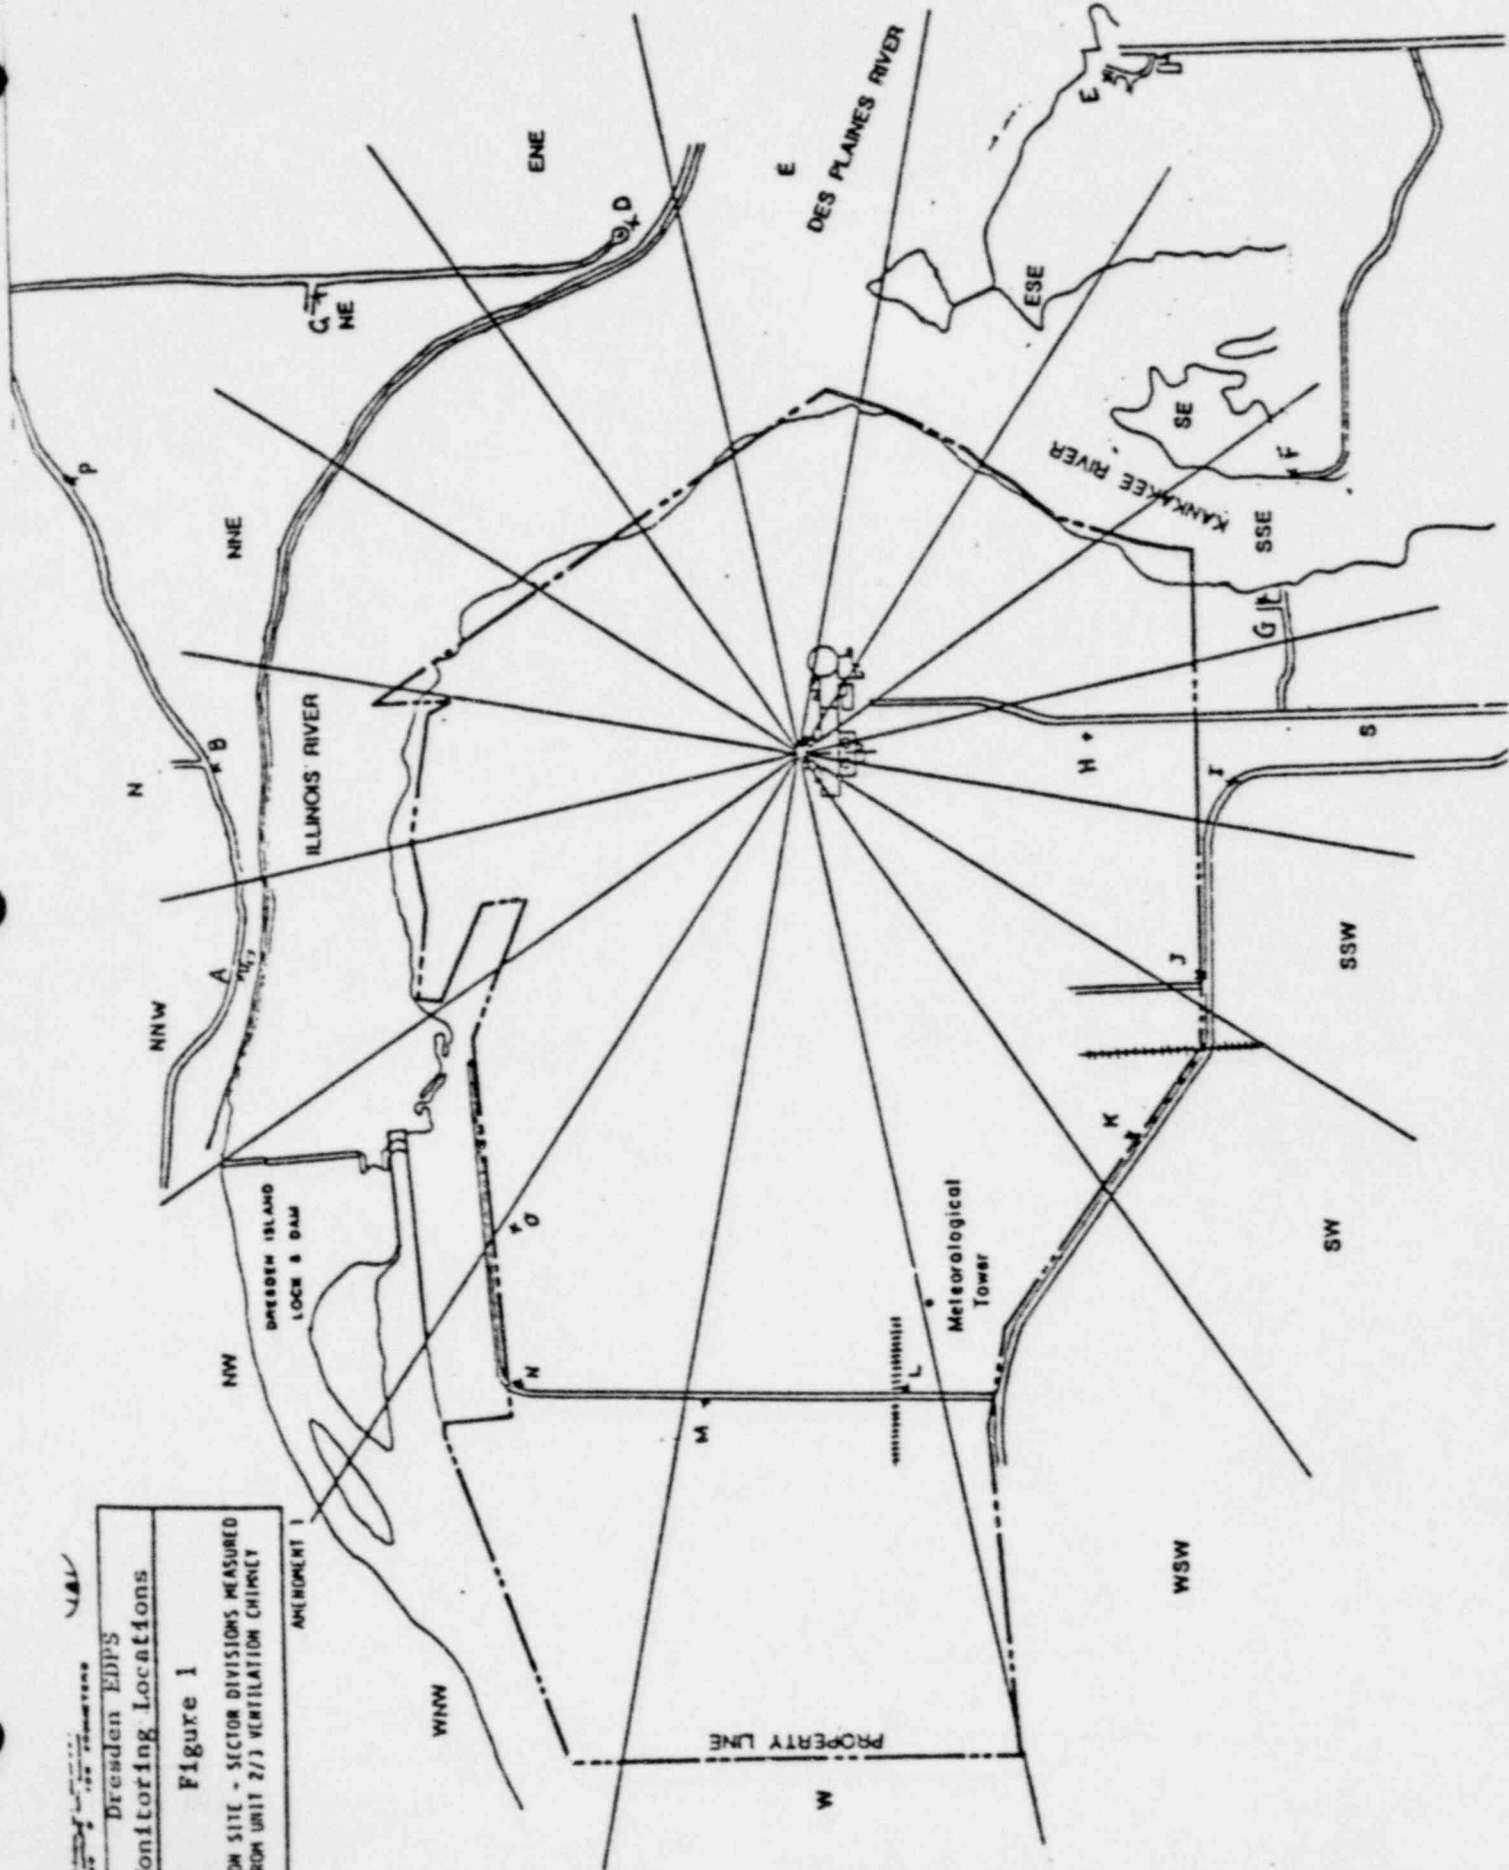 Dresden EDPS
onitoring Locations
Figure 1
ON SITE - SECTOR DIVISIONS MEASURED
ROM UNIT 2/3 VENTILATION CHIMNEY
AMENDMENT 1
NNW
A
N
B
P
NNE
ILLINOIS RIVER
G
NE
D
ENE
E
DES PLAINES RIVER
E
ESE
SE
F
KANKAKEE RIVER
SSE
G
S
H
I
J
SSW
K
SW
Meteorological
Tower
L
M
N
O
DRESDEN ISLAND
LOCK & DAM
NW
WNW
PROPERTY LINE
W
WSW